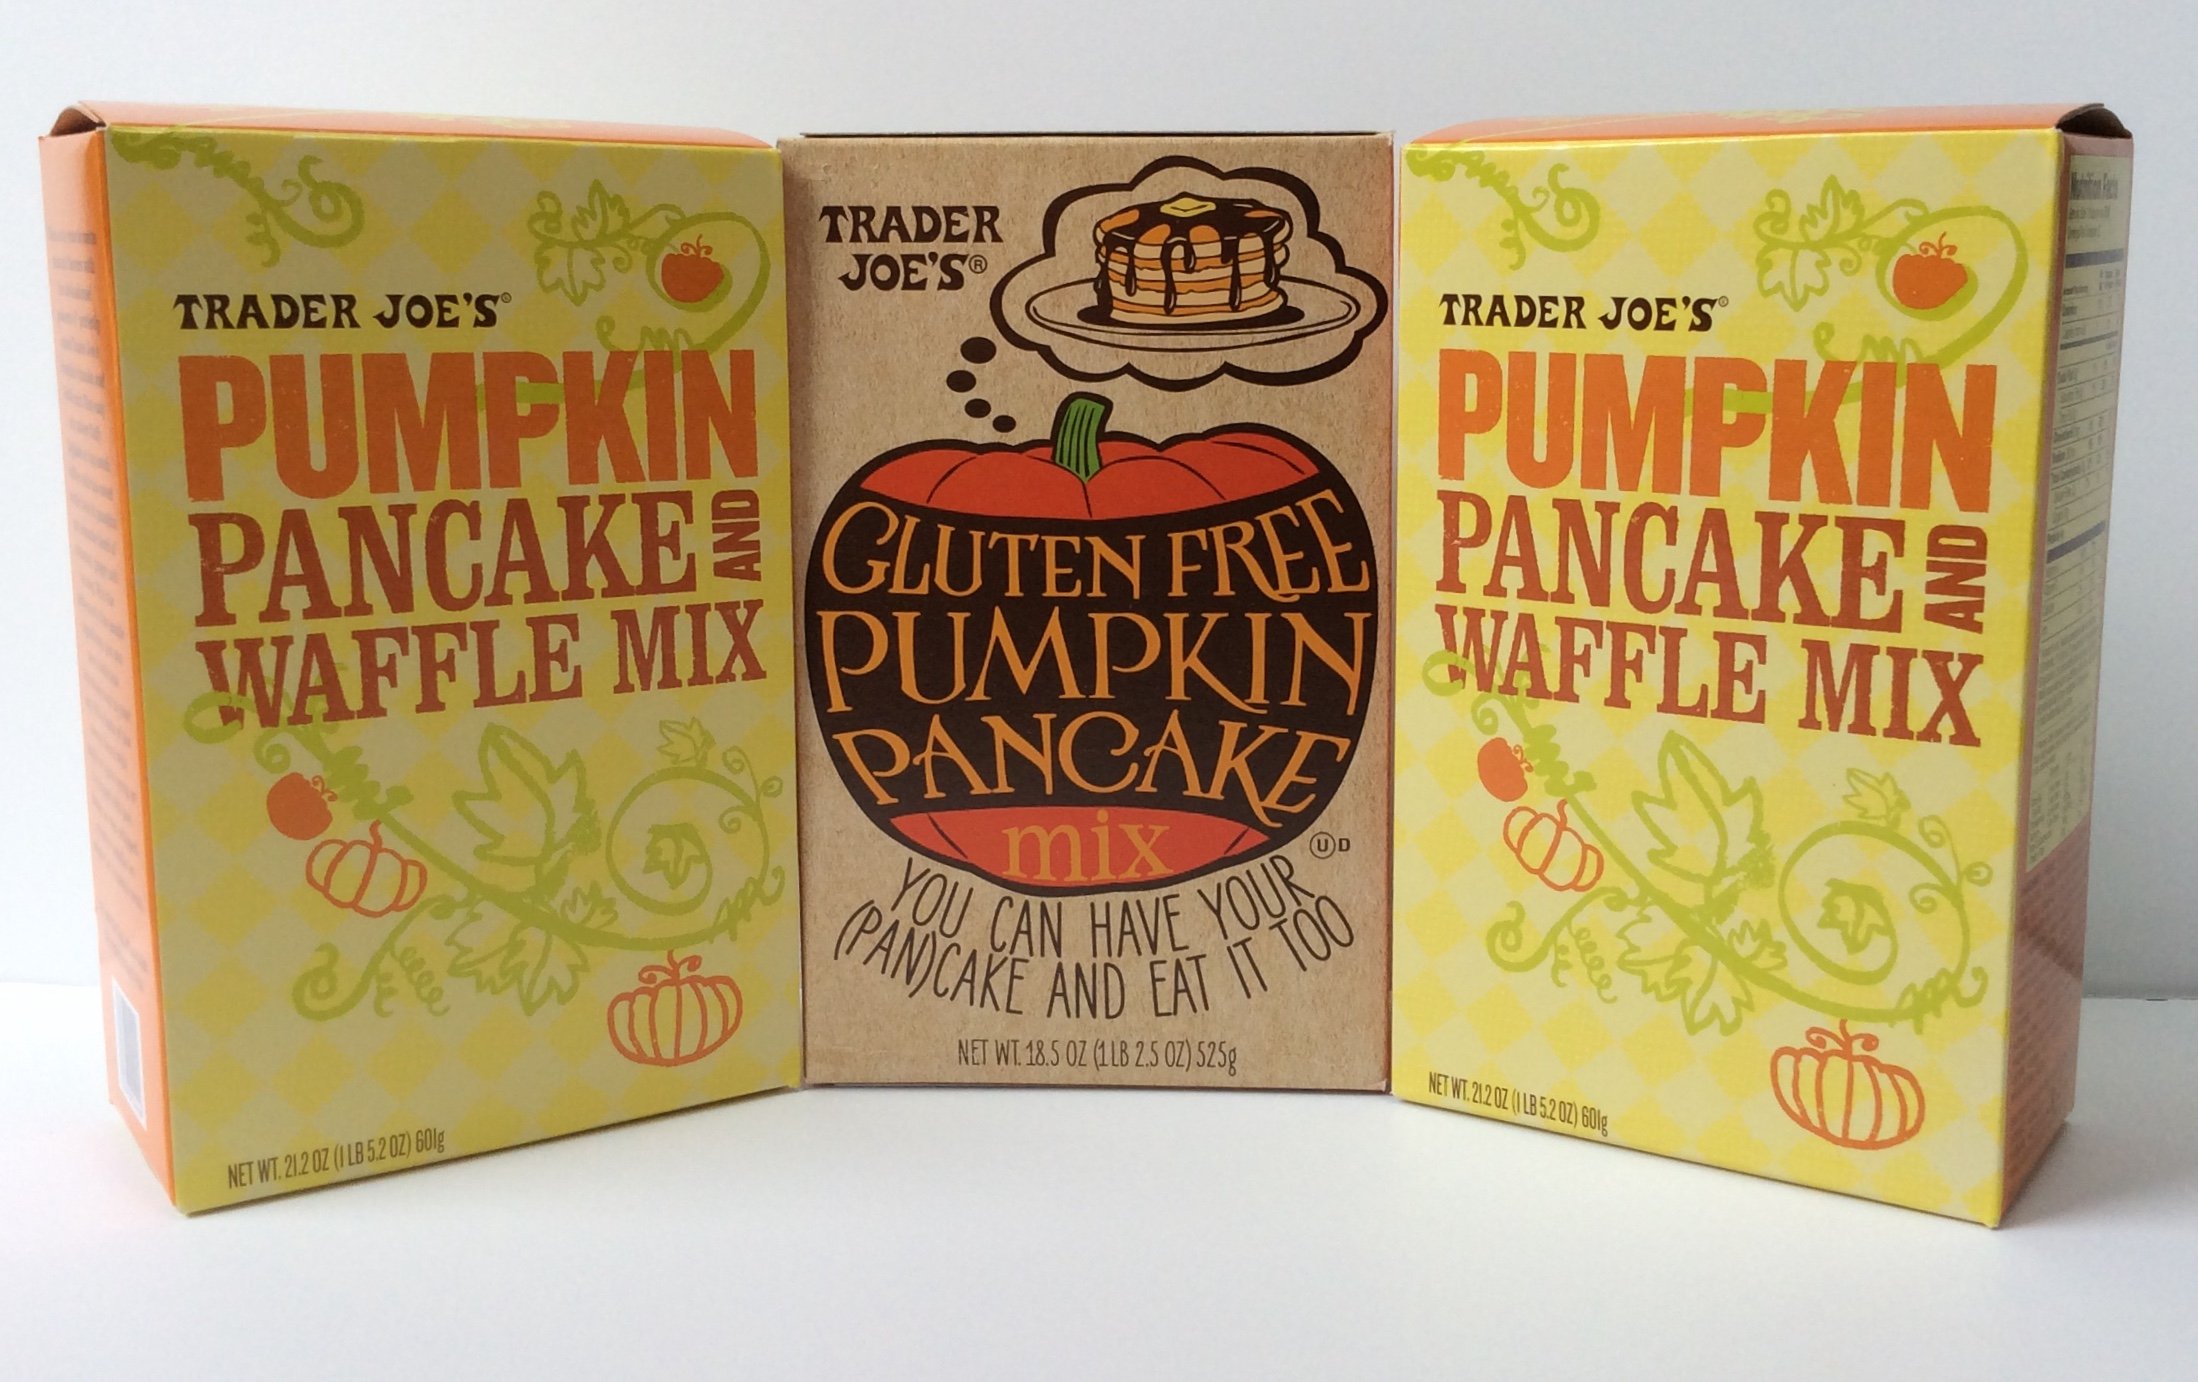 TRADER JOE'S®
PUMPKIN
PANCAKE AND
WAFFLE MIX
NET WT. 21.2 OZ (1 LB 5.2 OZ) 601g
TRADER
JOE'S®
GLUTEN FREE
PUMPKIN
PANCAKE
mix
U D
YOU CAN HAVE YOUR
(PAN)CAKE AND EAT IT TOO
NET WT. 18.5 OZ (1 LB 2.5 OZ) 525g
TRADER JOE'S®
PUMPKIN
PANCAKE AND
WAFFLE MIX
NET WT. 21.2 OZ (1 LB 5.2 OZ) 601g
Nutrition Facts